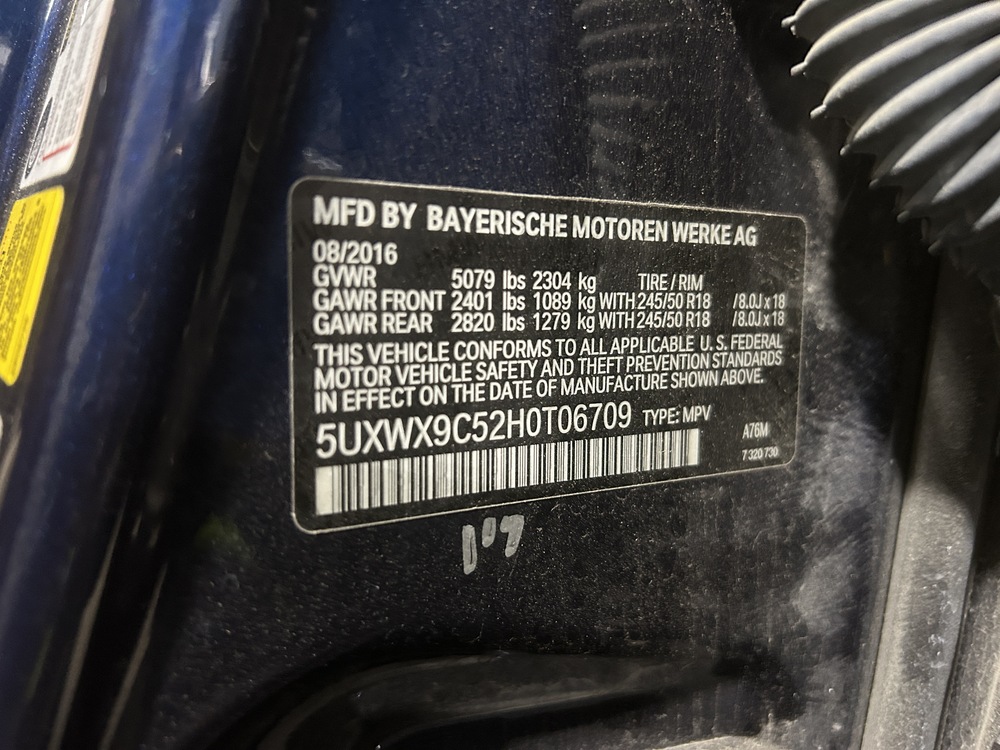 MFD BY BAYERISCHE MOTOREN WERKE AG
08/2016
GVWR 5079 lbs 2304 kg TIRE / RIM
GAWR FRONT 2401 lbs 1089 kg WITH 245/50 R18 / 8.0J x 18
GAWR REAR 2820 lbs 1279 kg WITH 245/50 R18 / 8.0J x 18
THIS VEHICLE CONFORMS TO ALL APPLICABLE U.S. FEDERAL
MOTOR VEHICLE SAFETY AND THEFT PREVENTION STANDARDS
IN EFFECT ON THE DATE OF MANUFACTURE SHOWN ABOVE.
5UXWX9C52H0T06709 TYPE: MPV
A76M
7 320 730